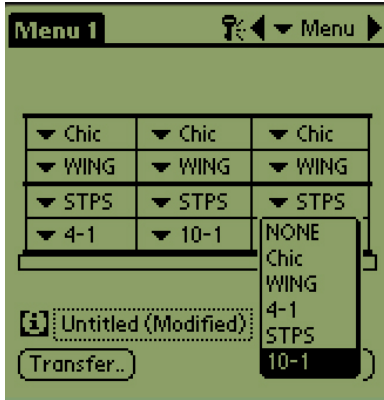 Menu 1 Menu
Chic Chic Chic
WING WING WING
STPS STPS STPS
4-1 10-1
NONE
Chic
WING
4-1
STPS
10-1
Untitled (Modified)
Transfer..